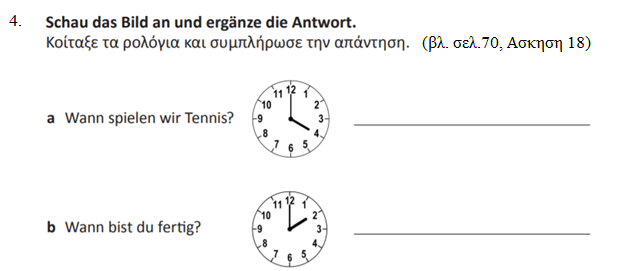 4. Schau das Bild an und ergänze die Antwort.
Κοίταξε τα ρολόγια και συμπλήρωσε την απάντηση. (βλ. σελ.70, Ασκηση 18)
11 12 1
10 2
9 3
8 4
7 6 5
a Wann spielen wir Tennis?
11 12 1
10 2
9 3
8 4
7 6 5
b Wann bist du fertig?